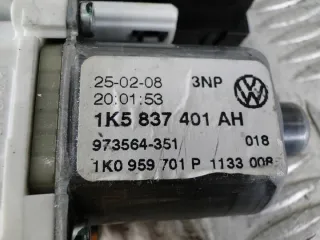 25-02-08 3NP
20:01:53
1K5 837 401 AH
973564-351 018
1K0 959 701 P 1133 008